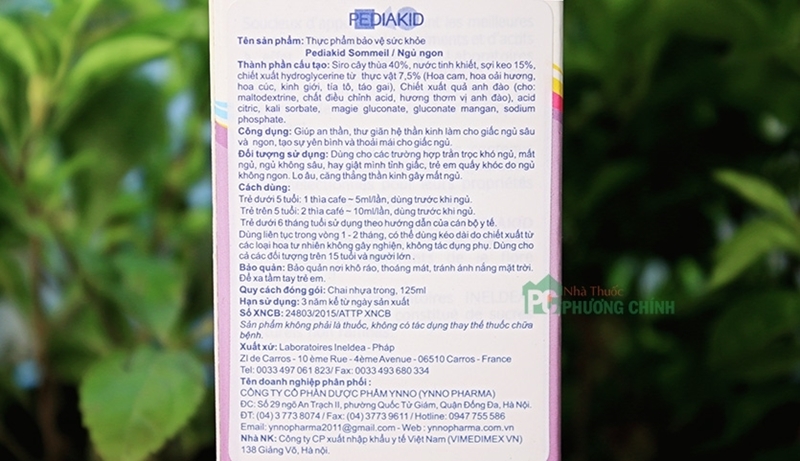 PEDIAKID
Tên sản phẩm: Thực phẩm bảo vệ sức khỏe
Pediakid Sommeil / Ngủ ngon
Thành phần cấu tạo: Siro cây thùa 40%, nước tinh khiết, sợi keo 15%,
chiết xuất hydroglycerine từ thực vật 7,5% (Hoa cam, hoa oải hương,
hoa cúc, kinh giới, tía tô, táo gai), Chiết xuất quả anh đào (cho:
maltodextrine, chất điều chỉnh acid, hương thơm vị anh đào), acid
citric, kali sorbate, magie gluconate, gluconate mangan, sodium
phosphate.
Công dụng: Giúp an thần, thư giãn hệ thần kinh làm cho giấc ngủ sâu
và ngon, tạo sự yên bình và thoải mái cho giấc ngủ.
Đối tượng sử dụng: Dùng cho các trường hợp trằn trọc khó ngủ, mất
ngủ, ngủ không sâu, hay giật mình tỉnh giấc, trẻ em quấy khóc do ngủ
không ngon. Lo âu, căng thẳng thần kinh gây mất ngủ.
Cách dùng:
Trẻ dưới 5 tuổi: 1 thìa cafe ~ 5ml/lần, dùng trước khi ngủ.
Trẻ trên 5 tuổi: 2 thìa café ~ 10ml/lần, dùng trước khi ngủ.
Trẻ dưới 6 tháng tuổi sử dụng theo hướng dẫn của cán bộ y tế.
Dùng liên tục trong vòng 1 - 2 tháng, có thể dùng kéo dài do chiết xuất từ
các loại hoa tự nhiên không gây nghiện, không tác dụng phụ. Dùng cho
cả các đối tượng trên 15 tuổi và người lớn .
Bảo quản: Bảo quản nơi khô ráo, thoáng mát, tránh ánh nắng mặt trời.
Để xa tầm tay trẻ em.
Quy cách đóng gói: Chai nhựa trong, 125ml
Hạn sử dụng: 3 năm kể từ ngày sản xuất
Số XNCB: 24803/2015/ATTP XNCB
Sản phẩm không phải là thuốc, không có tác dụng thay thế thuốc chữa
bệnh.
Xuất xứ: Laboratoires Ineldea - Pháp
ZI de Carros - 10 ème Rue - 4ème Avenue - 06510 Carros - France
Tel: 0033 497 061 823/ Fax: 0033 493 680 334
Tên doanh nghiệp phân phối :
CÔNG TY CỔ PHẦN DƯỢC PHẨM YNNO (YNNO PHARMA)
ĐC: Số 29 ngõ An Trạch II, phường Quốc Tử Giám, Quận Đống Đa, Hà Nội.
ĐT: (04) 3 773 8074 / Fax: (04) 3773 9611 / Hotline: 0947 755 586
Email: ynnopharma2011@gmail.com - Web : ynnopharma.com
Nhà NK: Công ty CP xuất nhập khẩu y tế Việt Nam (VIMEDIMEX VN)
138 Giảng Võ, Hà Nội.
Nhà Thuốc
PHƯƠNG CHÍNH